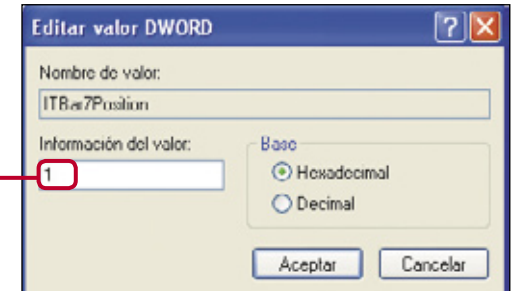 Editar valor DWORD
Nombre de valor:
ITBar7Position
Información del valor:
1
Base
Hexadecimal
Decimal
Aceptar Cancelar